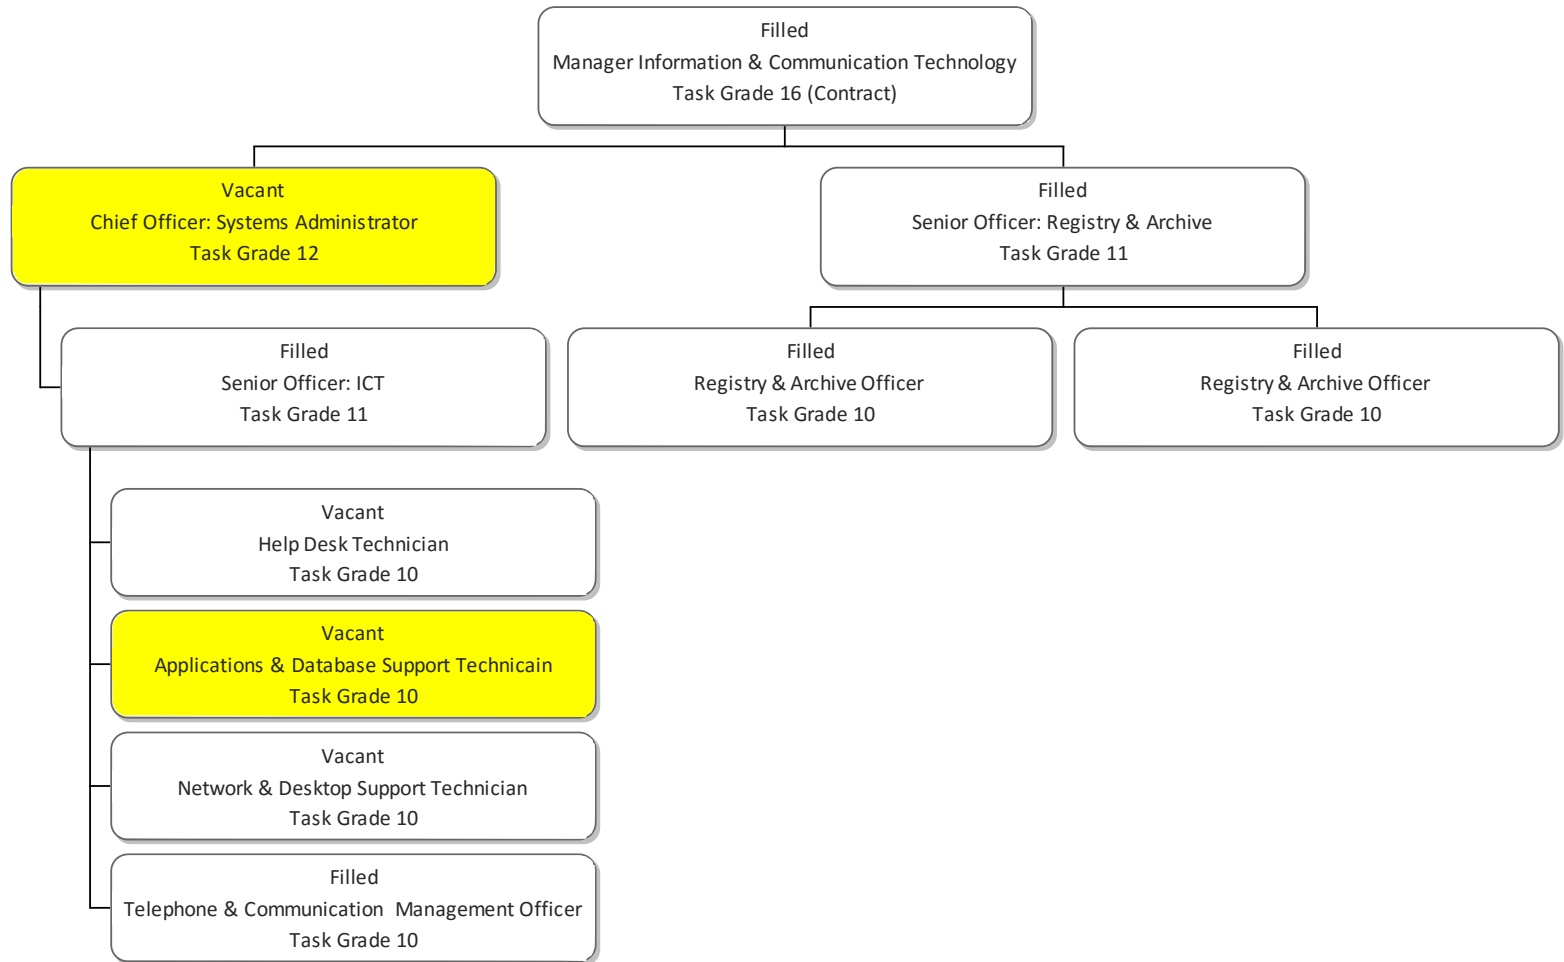 Filled
Manager Information & Communication Technology
Task Grade 16 (Contract)
Vacant
Chief Officer: Systems Administrator
Task Grade 12
Filled
Senior Officer: Registry & Archive
Task Grade 11
Filled
Senior Officer: ICT
Task Grade 11
Filled
Registry & Archive Officer
Task Grade 10
Filled
Registry & Archive Officer
Task Grade 10
Vacant
Help Desk Technician
Task Grade 10
Vacant
Applications & Database Support Technicain
Task Grade 10
Vacant
Network & Desktop Support Technician
Task Grade 10
Filled
Telephone & Communication Management Officer
Task Grade 10